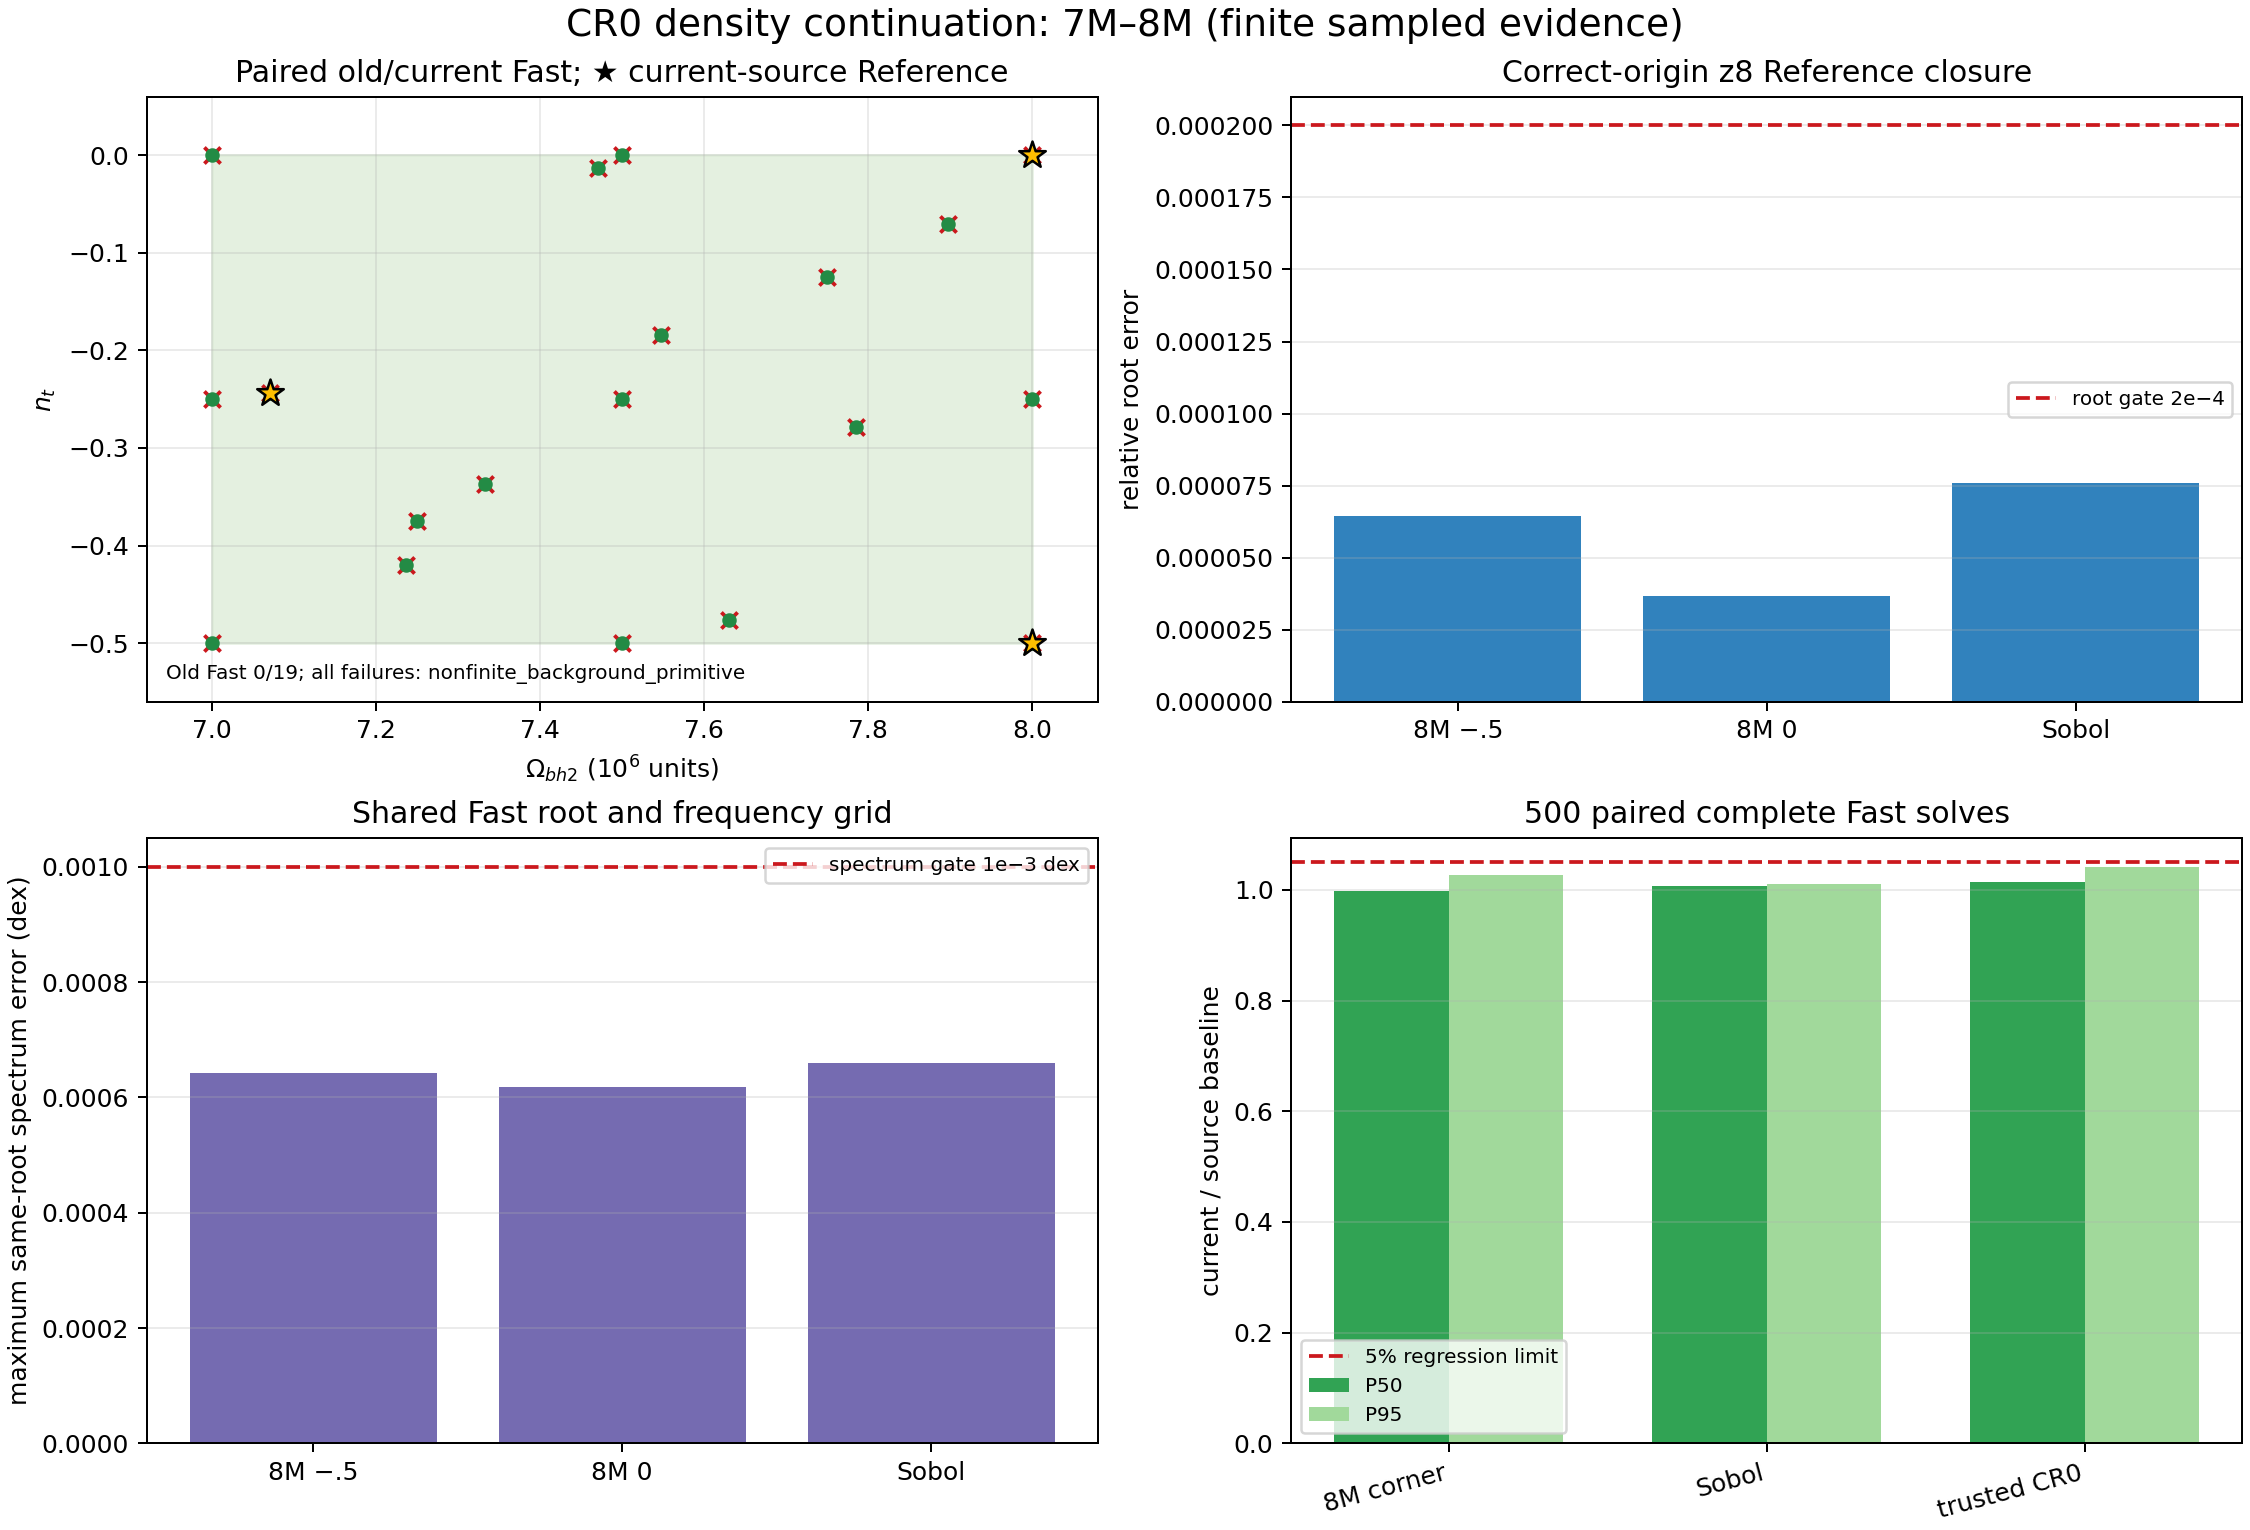 CR0 density continuation: 7M–8M (finite sampled evidence)
Paired old/current Fast; ★ current-source Reference
0.0
−0.1
−0.2
−0.3
−0.4
−0.5
n_t
Old Fast 0/19; all failures: nonfinite_background_primitive
7.0 7.2 7.4 7.6 7.8 8.0
Ω_bh2 (10^6 units)
Correct-origin z8 Reference closure
0.000200
0.000175
0.000150
0.000125
0.000100
0.000075
0.000050
0.000025
0.000000
relative root error
root gate 2e−4
8M −.5 8M 0 Sobol
Shared Fast root and frequency grid
0.0010
0.0008
0.0006
0.0004
0.0002
0.0000
maximum same-root spectrum error (dex)
spectrum gate 1e−3 dex
8M −.5 8M 0 Sobol
500 paired complete Fast solves
1.0
0.8
0.6
0.4
0.2
0.0
current / source baseline
5% regression limit
P50
P95
8M corner Sobol trusted CR0